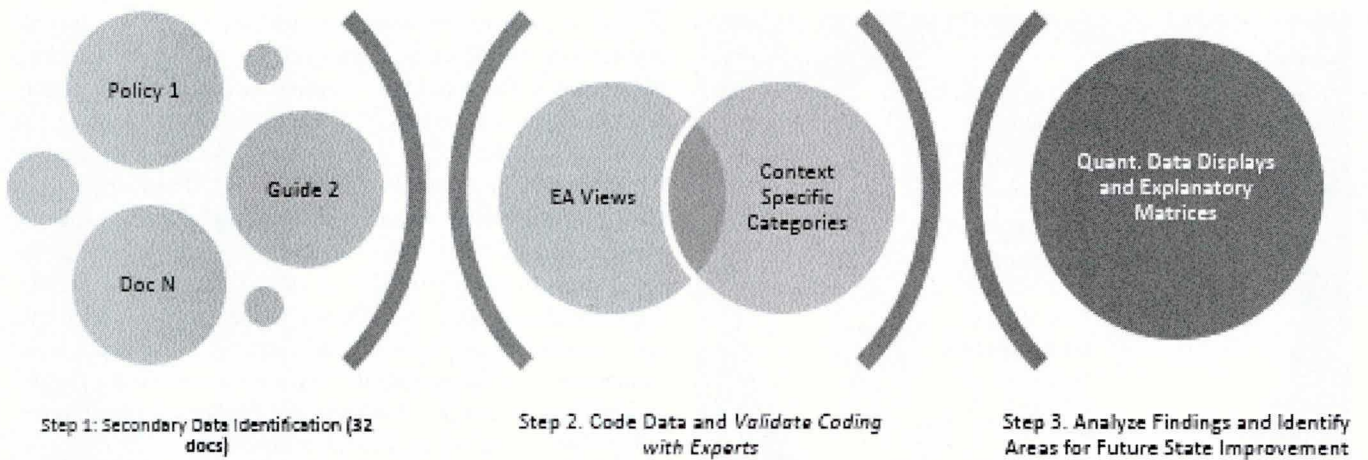 Policy 1
Guide 2
Doc N
EA Views
Context
Specific
Categories
Quant. Data Displays
and Explanatory
Matrices
Step 1: Secondary Data Identification (32
docs)
Step 2. Code Data and Validate Coding
with Experts
Step 3. Analyze Findings and Identify
Areas for Future State Improvement